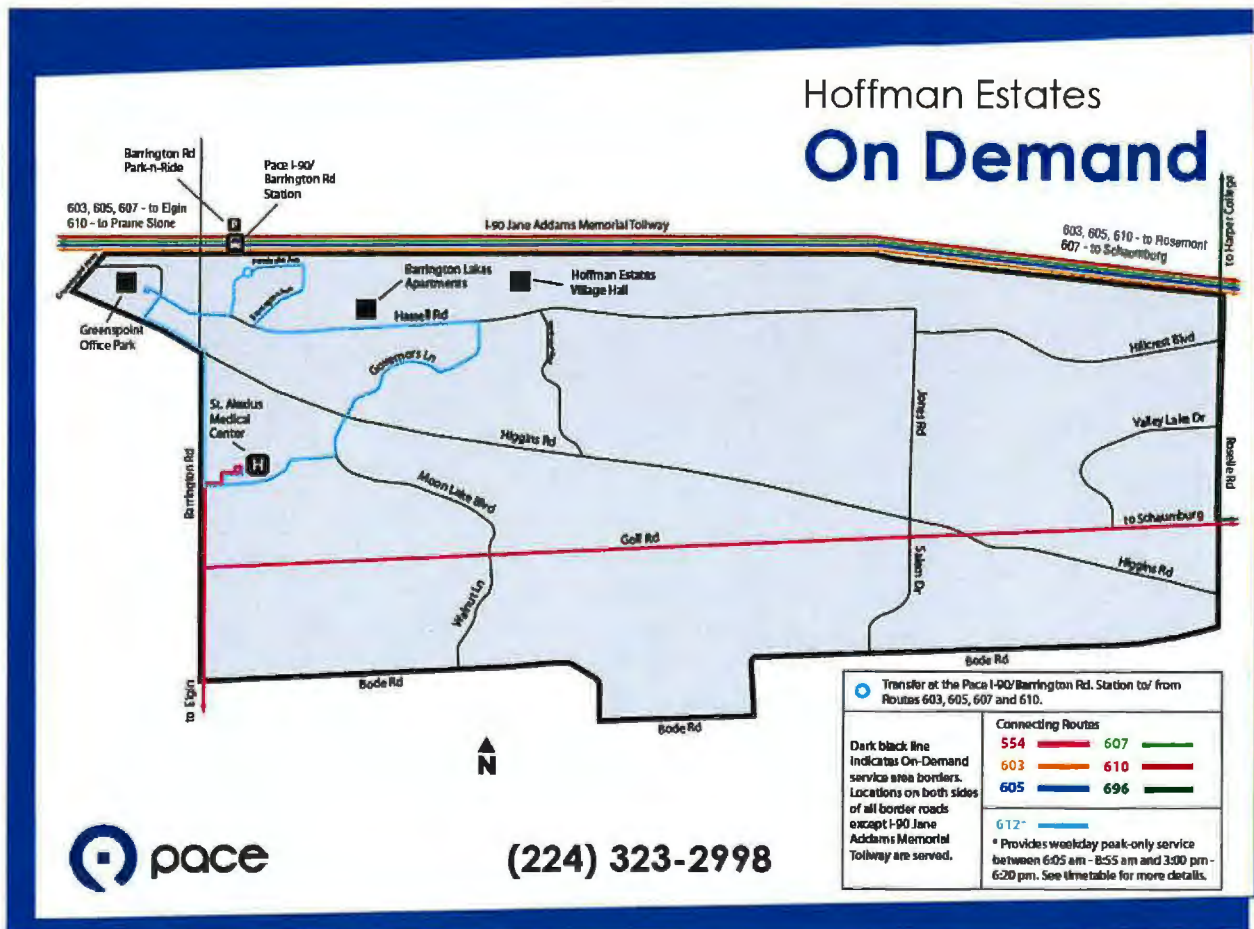 Hoffman Estates
On Demand
Barrington Rd
Park-n-Ride
Pace I-90/
Barrington Rd
Station
603, 605, 607 - to Elgin
610 - to Prairie Stone
P
I-90 Jane Addams Memorial Tollway
603, 605, 610 - to Rosemont
607 - to Schaumburg
to Harper College
Greenspoint
Office Park
Barrington Lakes
Apartments
Hoffman Estates
Village Hall
Hassell Rd
Governors Ln
Hillcrest Blvd
St. Alexius
Medical
Center
H
Barrington Rd
Higgins Rd
Jones Rd
Valley Lake Dr
Roselle Rd
Moon Lake Blvd
to Schaumburg
Golf Rd
Salem Dr
Higgins Rd
Walnut Ln
to Elgin
Bode Rd
Bode Rd
Bode Rd
N
Transfer at the Pace I-90/Barrington Rd. Station to/ from
Routes 603, 605, 607 and 610.
Dark black line
indicates On-Demand
service area borders.
Locations on both sides
of all border roads
except I-90 Jane
Addams Memorial
Tollway are served.
Connecting Routes
554 607
603 610
605 696
612*
* Provides weekday peak-only service
between 6:05 am - 8:55 am and 3:00 pm -
6:20 pm. See timetable for more details.
pace
(224) 323-2998